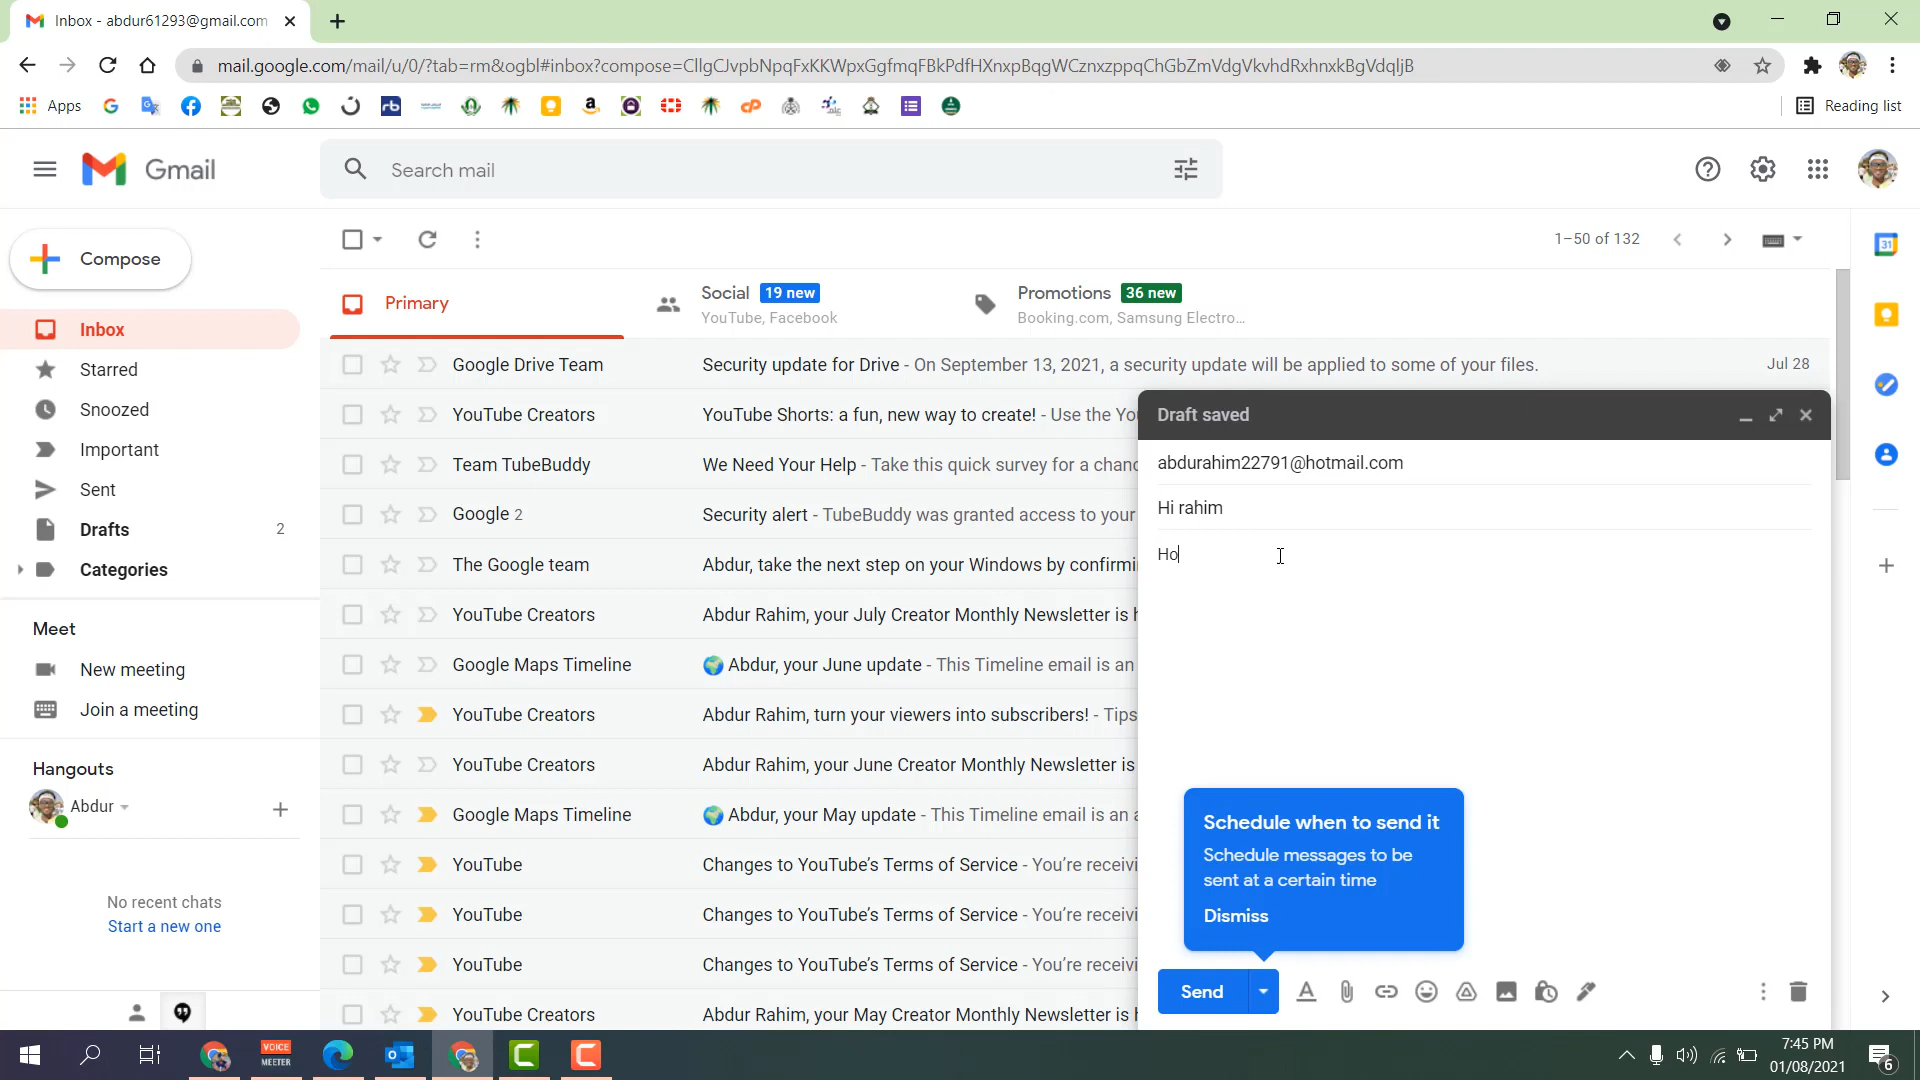 Inbox - abdur61293@gmail.com
mail.google.com/mail/u/0/?tab=rm&ogbl#inbox?compose=CllgCJvpbNpqFxKKWpxGgfmqFBkPdfHXnxpBqgWCznxzppqChGbZmVdgVkvhdRxhnxkBgVdqljB
Apps
Reading list
Gmail
Search mail
Compose
1–50 of 132
Primary
Social 19 new
YouTube, Facebook
Promotions 36 new
Booking.com, Samsung Electro...
Inbox
Starred
Snoozed
Important
Sent
Drafts 2
Categories
Meet
New meeting
Join a meeting
Hangouts
Abdur
No recent chats
Start a new one
Google Drive Team Security update for Drive - On September 13, 2021, a security update will be applied to some of your files. Jul 28
YouTube Creators YouTube Shorts: a fun, new way to create! - Use the You
Team TubeBuddy We Need Your Help - Take this quick survey for a chanc
Google 2 Security alert - TubeBuddy was granted access to your
The Google team Abdur, take the next step on your Windows by confirmi
YouTube Creators Abdur Rahim, your July Creator Monthly Newsletter is h
Google Maps Timeline Abdur, your June update - This Timeline email is an
YouTube Creators Abdur Rahim, turn your viewers into subscribers! - Tips
YouTube Creators Abdur Rahim, your June Creator Monthly Newsletter is
Google Maps Timeline Abdur, your May update - This Timeline email is an a
YouTube Changes to YouTube's Terms of Service - You're receivi
YouTube Changes to YouTube's Terms of Service - You're receivi
YouTube Changes to YouTube's Terms of Service - You're receivi
YouTube Creators Abdur Rahim, your May Creator Monthly Newsletter is h
Draft saved
abdurahim22791@hotmail.com
Hi rahim
Ho
Schedule when to send it
Schedule messages to be
sent at a certain time
Dismiss
Send
31
VOICE
MEETER
7:45 PM
01/08/2021
6